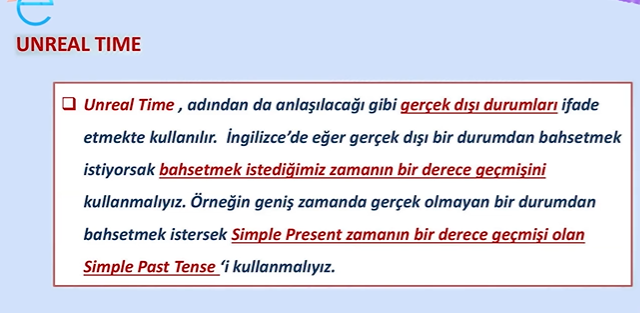 UNREAL TIME
Unreal Time , adından da anlaşılacağı gibi gerçek dışı durumları ifade
etmekte kullanılır. İngilizce’de eğer gerçek dışı bir durumdan bahsetmek
istiyorsak bahsetmek istediğimiz zamanın bir derece geçmişini
kullanmalıyız. Örneğin geniş zamanda gerçek olmayan bir durumdan
bahsetmek istersek Simple Present zamanın bir derece geçmişi olan
Simple Past Tense ‘i kullanmalıyız.